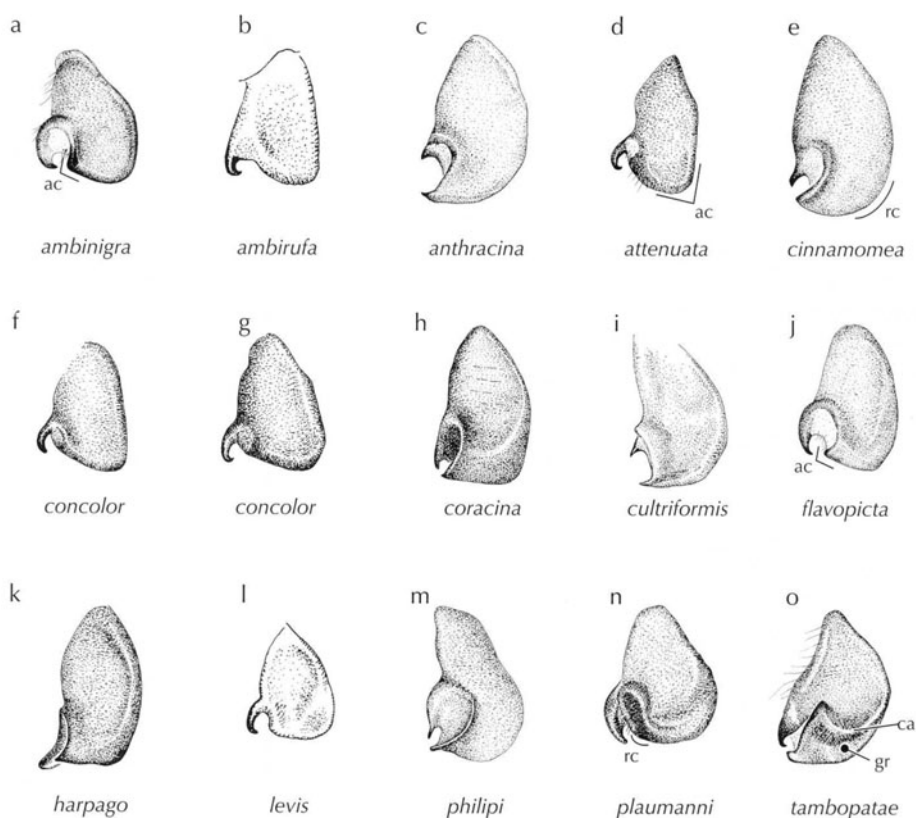 a b c d e
ac ac rc
ambinigra ambirufa anthracina attenuata cinnamomea
f g h i j
ac
concolor concolor coracina cultriformis flavopicta
k l m n o
ca
rc gr
harpago levis philipi plaumanni tambopatae